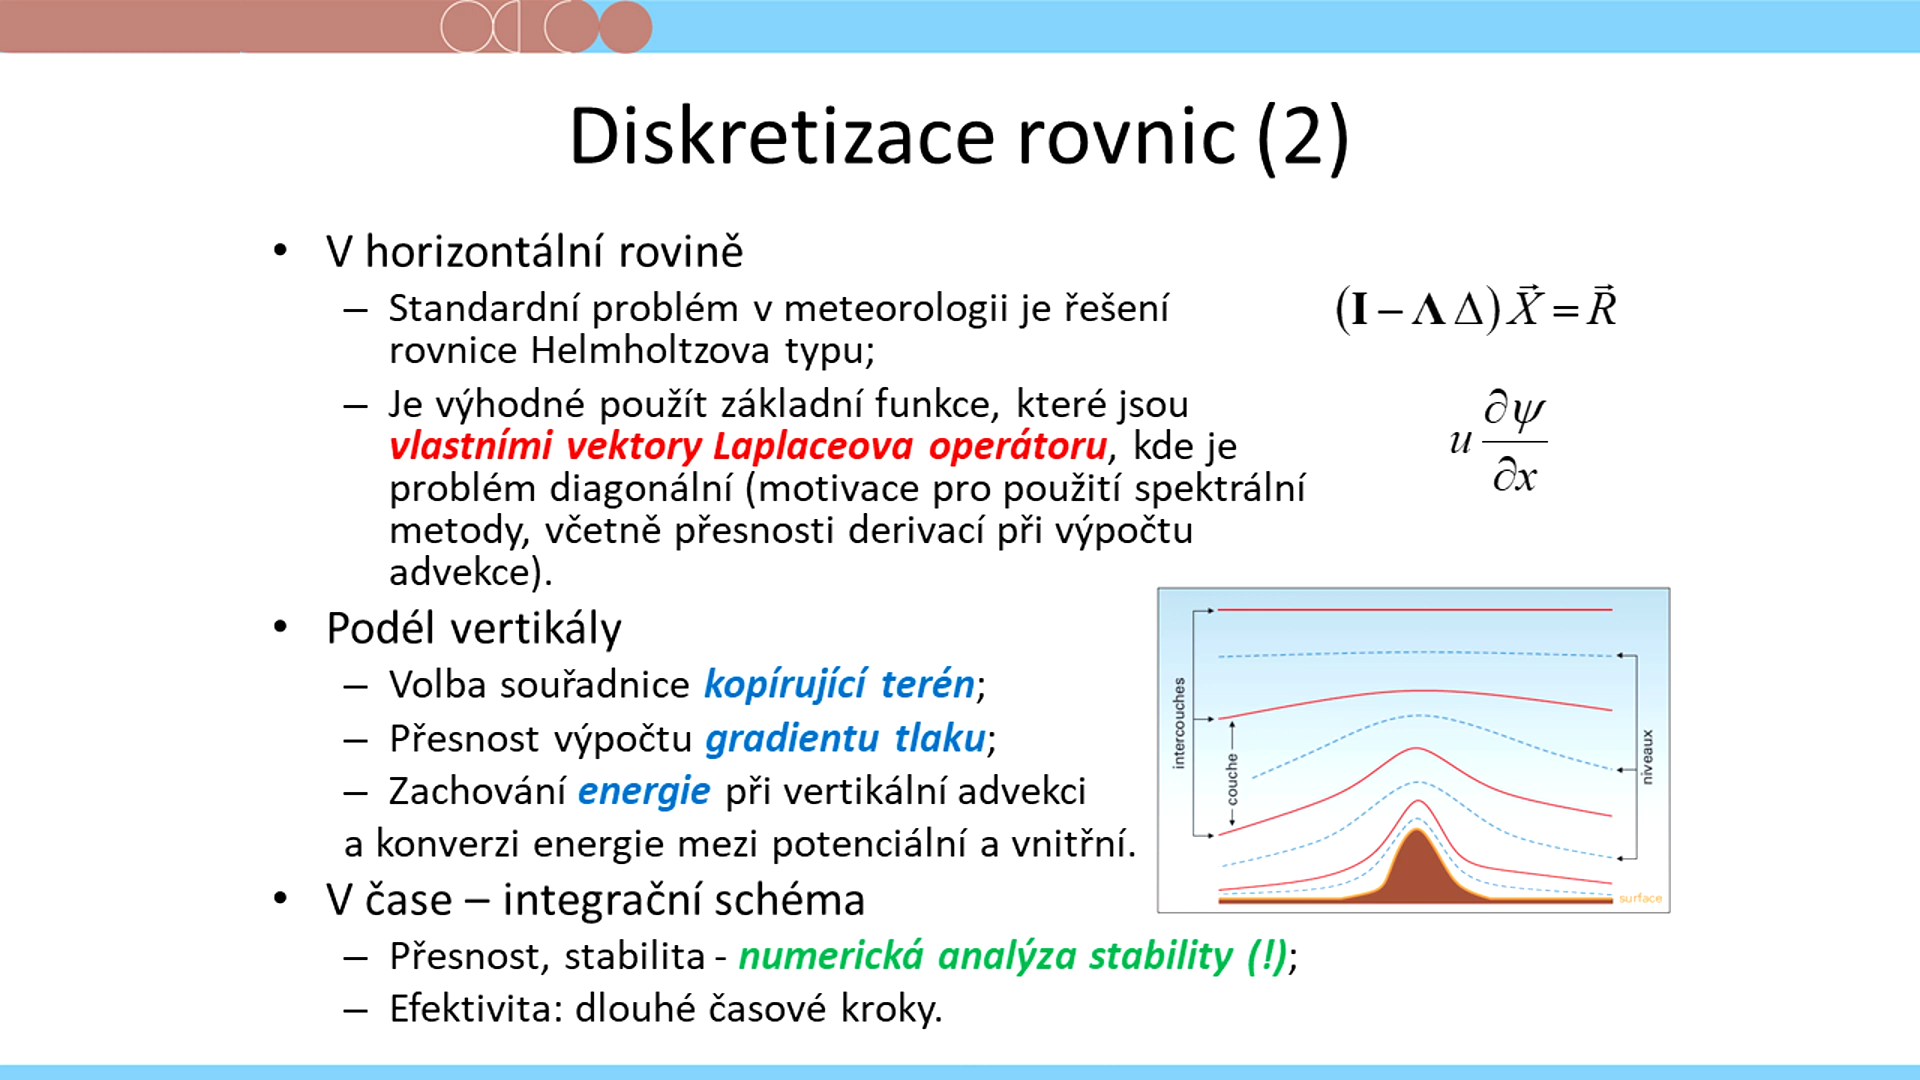 Diskretizace rovnic (2)
• V horizontální rovině
– Standardní problém v meteorologii je řešení
rovnice Helmholtzova typu;
(I − Λ Δ) X⃗ = R⃗
– Je výhodné použít základní funkce, které jsou
vlastními vektory Laplaceova operátoru, kde je
problém diagonální (motivace pro použití spektrální
metody, včetně přesnosti derivací při výpočtu
advekce).
u ∂ψ/∂x
• Podél vertikály
– Volba souřadnice kopírující terén;
– Přesnost výpočtu gradientu tlaku;
– Zachování energie při vertikální advekci
a konverzi energie mezi potenciální a vnitřní.
intercouches
couche
niveaux
surface
• V čase – integrační schéma
– Přesnost, stabilita - numerická analýza stability (!);
– Efektivita: dlouhé časové kroky.